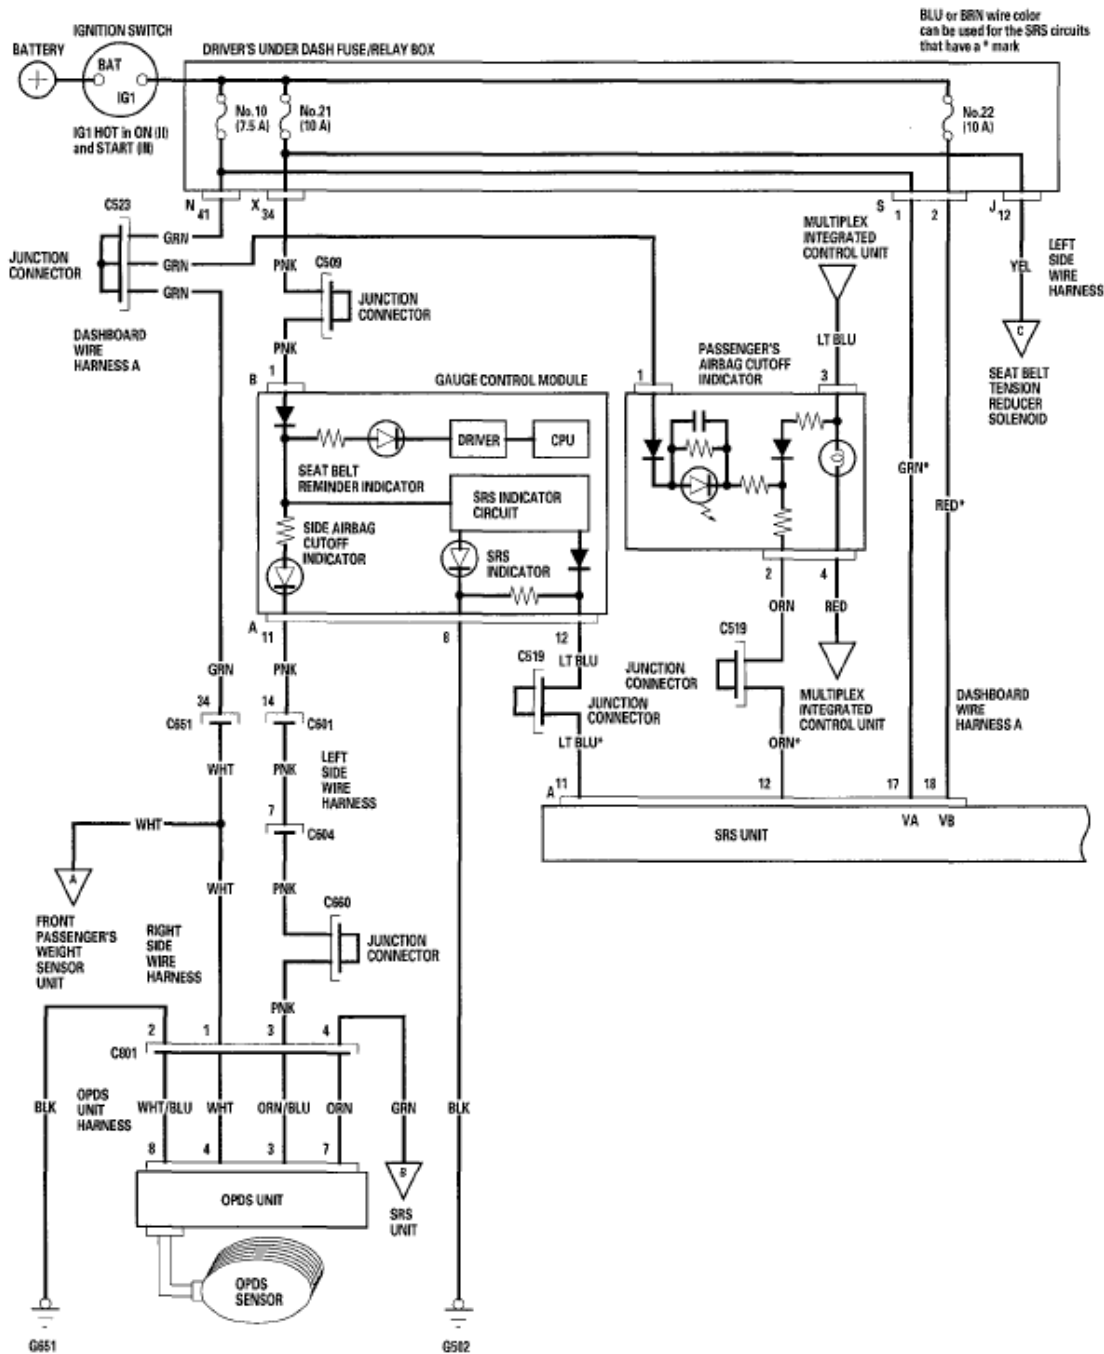 BLU or BRN wire color
can be used for the SRS circuits
that have a * mark
IGNITION SWITCH
BATTERY
DRIVER'S UNDER DASH FUSE/RELAY BOX
BAT
IG1
No.10
(7.5 A)
No.21
(10 A)
No.22
(10 A)
IG1 HOT in ON (II)
and START (III)
C523
N 41
X 34
S 1
2
J 12
GRN
GRN
GRN
JUNCTION
CONNECTOR
PNK
C509
JUNCTION
CONNECTOR
MULTIPLEX
INTEGRATED
CONTROL UNIT
YEL
LEFT
SIDE
WIRE
HARNESS
DASHBOARD
WIRE
HARNESS A
PNK
LT BLU
C
PASSENGER'S
AIRBAG CUTOFF
INDICATOR
SEAT BELT
TENSION
REDUCER
SOLENOID
B 1
GAUGE CONTROL MODULE
1
3
DRIVER
CPU
SEAT BELT
REMINDER INDICATOR
SRS INDICATOR
CIRCUIT
SIDE AIRBAG
CUTOFF
INDICATOR
SRS
INDICATOR
GRN*
RED*
2
4
A 11
8
12
ORN
RED
GRN
PNK
C519
LT BLU
JUNCTION
CONNECTOR
C519
JUNCTION
CONNECTOR
MULTIPLEX
INTEGRATED
CONTROL UNIT
DASHBOARD
WIRE
HARNESS A
34
14
C651
C601
LT BLU*
ORN*
WHT
PNK
LEFT
SIDE
WIRE
HARNESS
A 11
12
17
18
VA
VB
SRS UNIT
7
C604
WHT
A
WHT
PNK
C660
JUNCTION
CONNECTOR
FRONT
PASSENGER'S
WEIGHT
SENSOR
UNIT
RIGHT
SIDE
WIRE
HARNESS
PNK
2
1
3
4
C801
OPDS
UNIT
HARNESS
BLK
WHT/BLU
WHT
ORN/BLU
ORN
GRN
BLK
8
4
3
7
B
OPDS UNIT
SRS
UNIT
OPDS
SENSOR
G651
G502